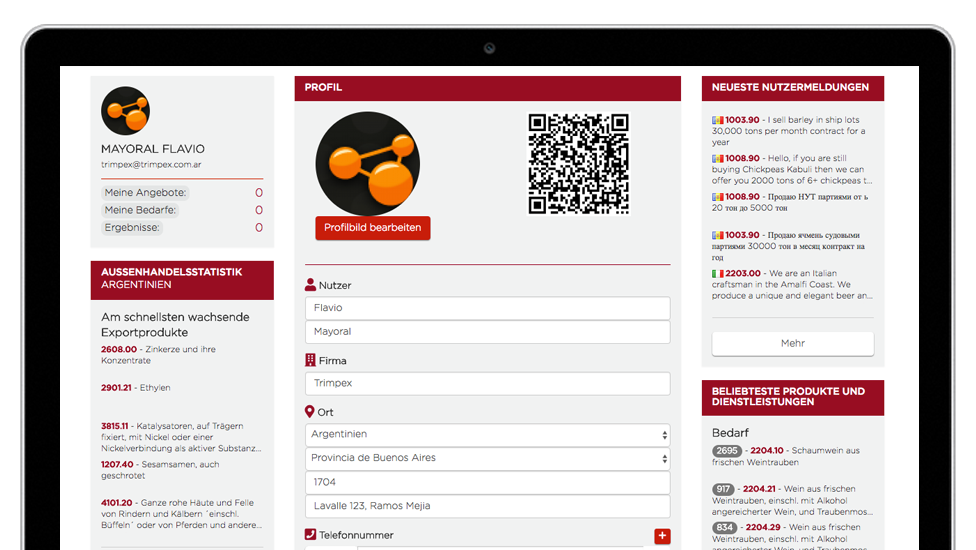 MAYORAL FLAVIO
trimpex@trimpex.com.ar
Meine Angebote: 0
Meine Bedarfe: 0
Ergebnisse: 0
AUSSENHANDELSSTATISTIK
ARGENTINIEN
Am schnellsten wachsende
Exportprodukte
2608.00 - Zinkerze und ihre
Konzentrate
2901.21 - Ethylen
3815.11 - Katalysatoren, auf Trägern
fixiert, mit Nickel oder einer
Nickelverbindung als aktiver Substanz...
1207.40 - Sesamsamen, auch
geschrotet
4101.20 - Ganze rohe Häute und Felle
von Rindern und Kälbern ´einschl.
Büffeln` oder von Pferden und andere...
PROFIL
Profilbild bearbeiten
Nutzer
Flavio
Mayoral
Firma
Trimpex
Ort
Argentinien
Provincia de Buenos Aires
1704
Lavalle 123, Ramos Mejia
Telefonnummer
NEUESTE NUTZERMELDUNGEN
1003.90 - I sell barley in ship lots
30,000 tons per month contract for a
year
1008.90 - Hello, if you are still
buying Chickpeas Kabuli then we can
offer you 2000 tons of 6+ chickpeas t...
1008.90 - Продаю НУТ партиями от ь
20 тон до 5000 тон
1003.90 - Продаю ячмень судовыми
партиями 30000 тон в месяц контракт на
год
2203.00 - We are an Italian
craftsman in the Amalfi Coast. We
produce a unique and elegant beer an...
Mehr
BELIEBTESTE PRODUKTE UND
DIENSTLEISTUNGEN
Bedarf
2695 - 2204.10 - Schaumwein aus
frischen Weintrauben
917 - 2204.21 - Wein aus frischen
Weintrauben, einschl. mit Alkohol
angereicherter Wein, und Traubenmos...
834 - 2204.29 - Wein aus frischen
Weintrauben, einschl. mit Alkohol
angereicherter Wein, und Traubenmos...